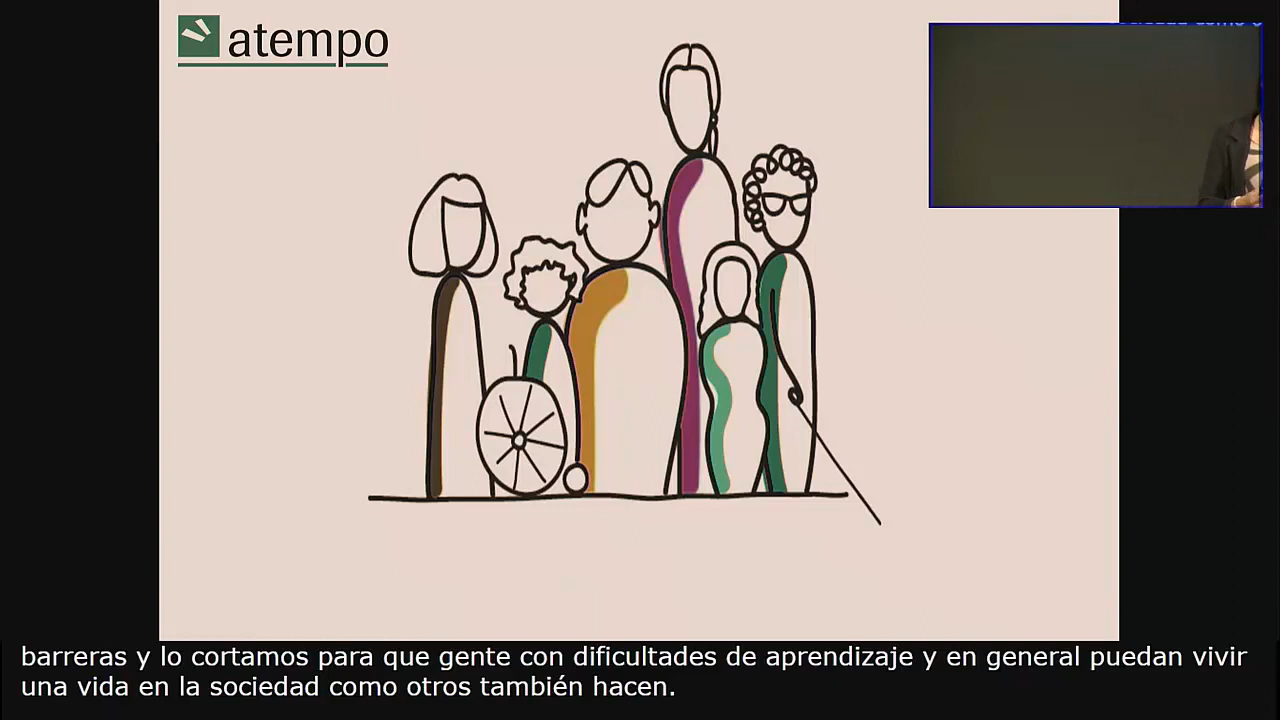 atempo
barreras y lo cortamos para que gente con dificultades de aprendizaje y en general puedan vivir
una vida en la sociedad como otros también hacen.